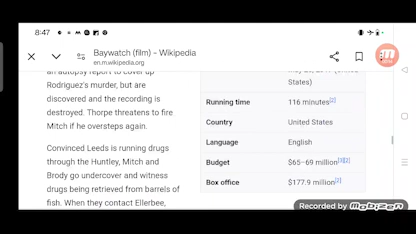 8:47
Baywatch (film) – Wikipedia
en.m.wikipedia.org
an autopsy report to cover up
Rodriguez's murder, but are
discovered and the recording is
destroyed. Thorpe threatens to fire
Mitch if he oversteps again.
Convinced Leeds is running drugs
through the Huntley, Mitch and
Brody go undercover and witness
drugs being retrieved from barrels of
fish. When they contact Ellerbee,
States)
Running time 116 minutes[2]
Country United States
Language English
Budget $65–69 million[3][2]
Box office $177.9 million[2]
Recorded by Mobizen